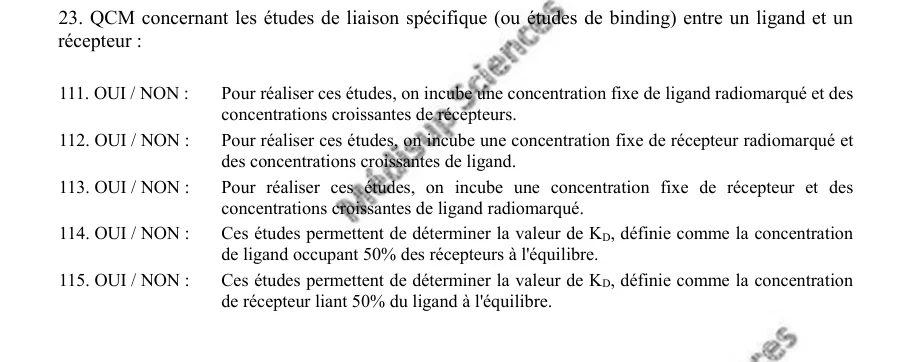 23. QCM concernant les études de liaison spécifique (ou études de binding) entre un ligand et un
récepteur :
111. OUI / NON : Pour réaliser ces études, on incube une concentration fixe de ligand radiomarqué et des
concentrations croissantes de récepteurs.
112. OUI / NON : Pour réaliser ces études, on incube une concentration fixe de récepteur radiomarqué et
des concentrations croissantes de ligand.
113. OUI / NON : Pour réaliser ces études, on incube une concentration fixe de récepteur et des
concentrations croissantes de ligand radiomarqué.
114. OUI / NON : Ces études permettent de déterminer la valeur de KD, définie comme la concentration
de ligand occupant 50% des récepteurs à l'équilibre.
115. OUI / NON : Ces études permettent de déterminer la valeur de KD, définie comme la concentration
de récepteur liant 50% du ligand à l'équilibre.
Médisup Sciences